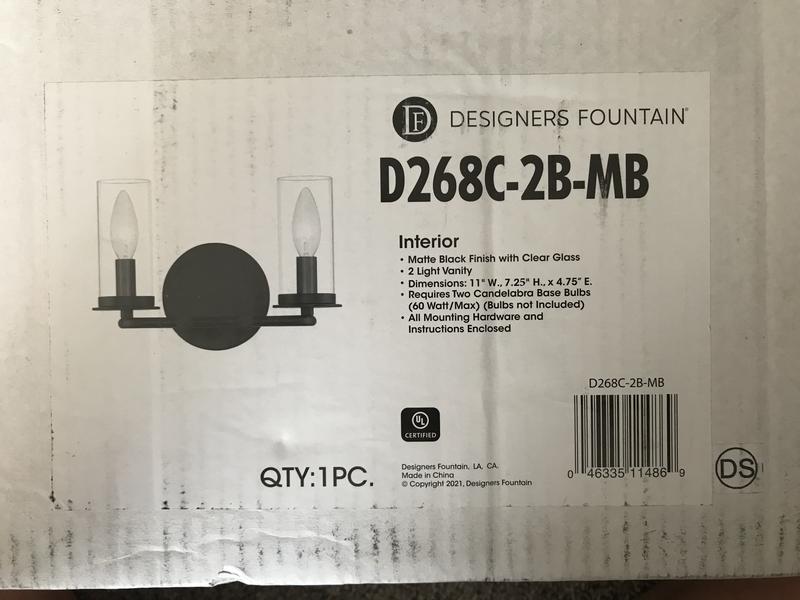 DF DESIGNERS FOUNTAIN®
D268C-2B-MB
Interior
• Matte Black Finish with Clear Glass
• 2 Light Vanity
• Dimensions: 11" W., 7.25" H., x 4.75" E.
• Requires Two Candelabra Base Bulbs
(60 Watt/Max) (Bulbs not Included)
• All Mounting Hardware and
Instructions Enclosed
UL
CERTIFIED
QTY:1PC.
Designers Fountain, LA, CA.
Made in China
© Copyright 2021, Designers Fountain
D268C-2B-MB
0 46335 11486 9
DS